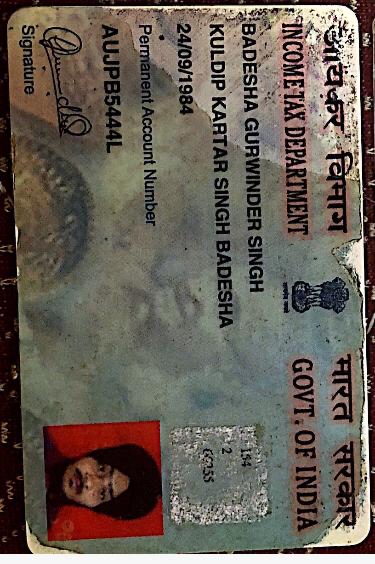 आयकर विभाग
INCOME TAX DEPARTMENT
भारत सरकार
GOVT. OF INDIA
BADESHA GURWINDER SINGH
KULDIP KARTAR SINGH BADESHA
24/09/1984
Permanent Account Number
AUJPB5444L
Signature